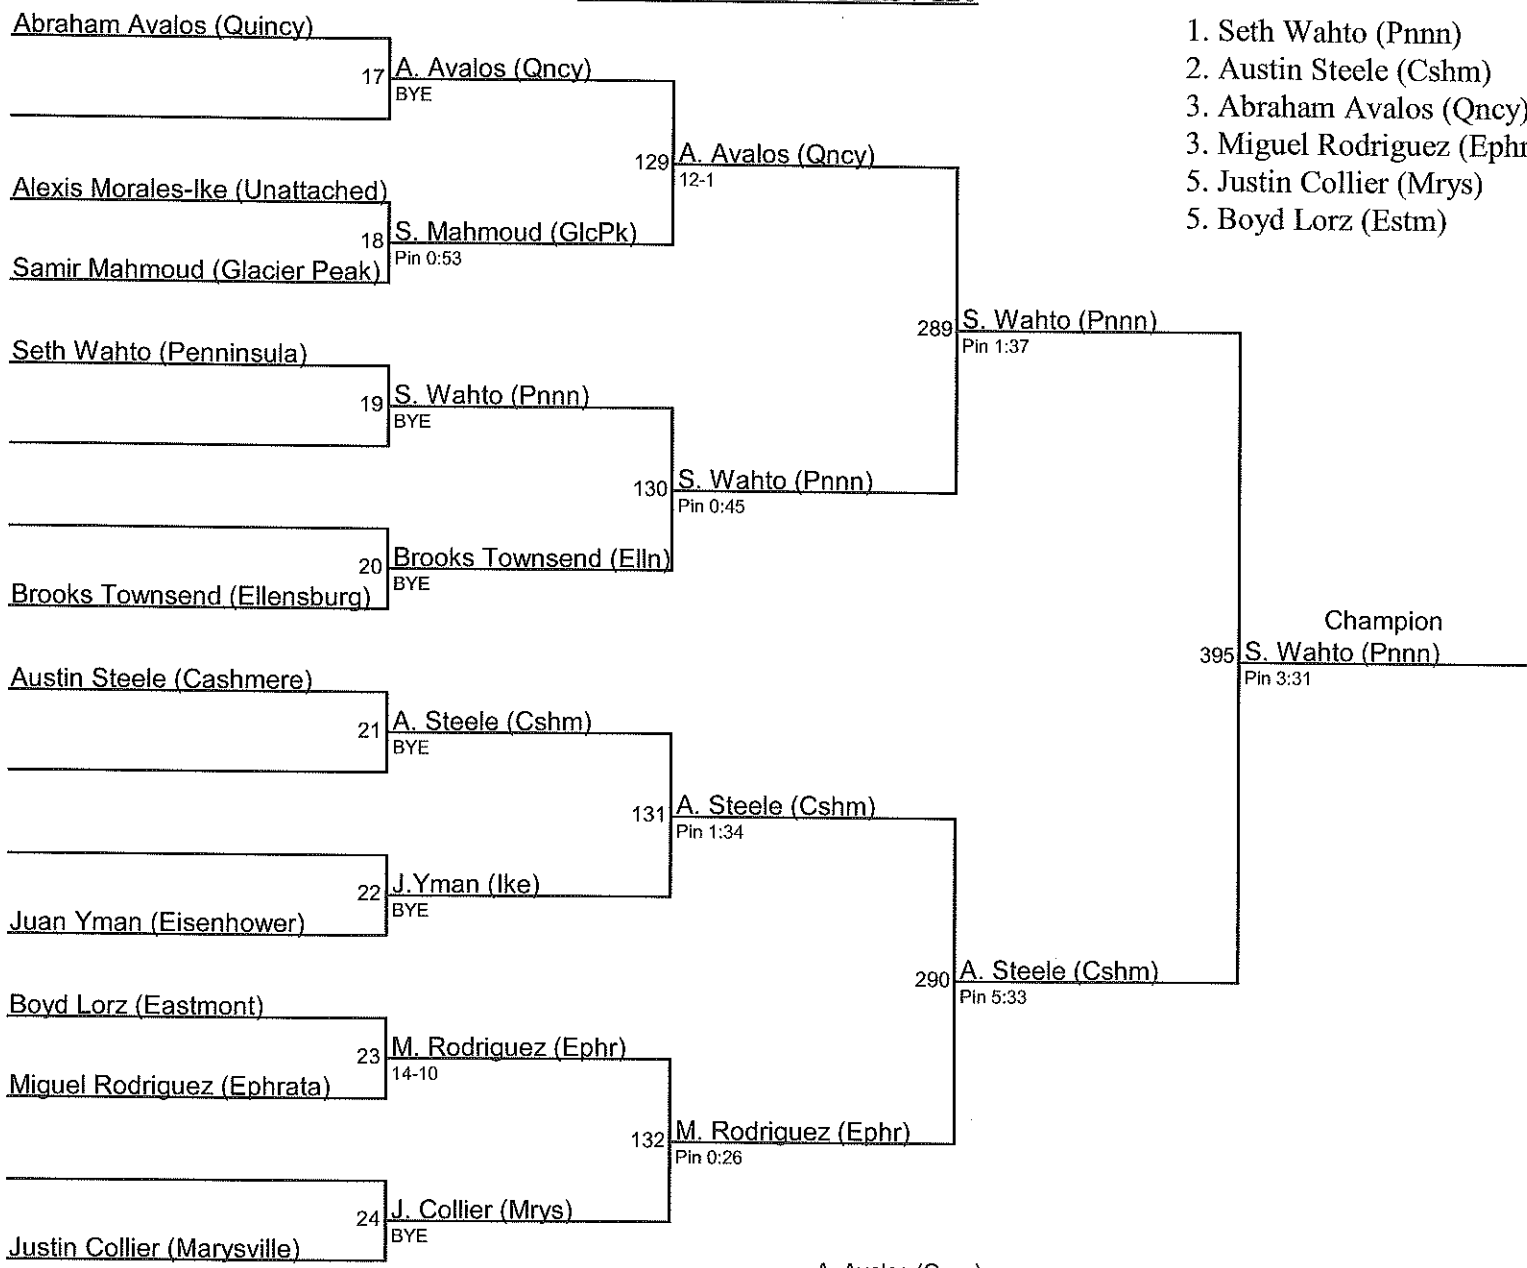 Abraham Avalos (Quincy)
17 A. Avalos (Qncy)
BYE
129 A. Avalos (Qncy)
12-1
Alexis Morales-Ike (Unattached)
18 S. Mahmoud (GlcPk)
Pin 0:53
Samir Mahmoud (Glacier Peak)
289 S. Wahto (Pnnn)
Pin 1:37
Seth Wahto (Penninsula)
19 S. Wahto (Pnnn)
BYE
130 S. Wahto (Pnnn)
Pin 0:45
20 Brooks Townsend (Elln)
BYE
Brooks Townsend (Ellensburg)
Champion
395 S. Wahto (Pnnn)
Pin 3:31
Austin Steele (Cashmere)
21 A. Steele (Cshm)
BYE
131 A. Steele (Cshm)
Pin 1:34
22 J.Yman (Ike)
BYE
Juan Yman (Eisenhower)
290 A. Steele (Cshm)
Pin 5:33
Boyd Lorz (Eastmont)
23 M. Rodriguez (Ephr)
14-10
Miguel Rodriguez (Ephrata)
132 M. Rodriguez (Ephr)
Pin 0:26
24 J. Collier (Mrys)
BYE
Justin Collier (Marysville)
1. Seth Wahto (Pnnn)
2. Austin Steele (Cshm)
3. Abraham Avalos (Qncy)
3. Miguel Rodriguez (Ephr
5. Justin Collier (Mrys)
5. Boyd Lorz (Estm)